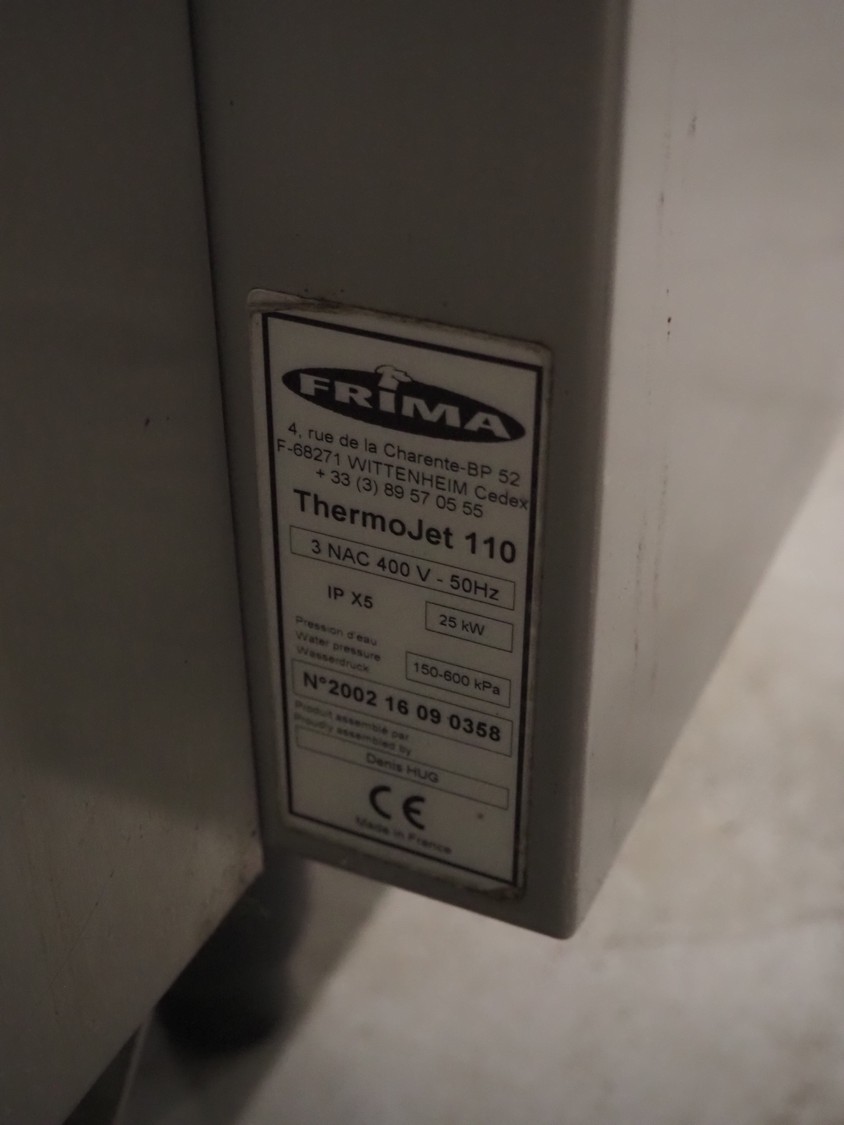 FRiMA
4, rue de la Charente-BP 52
F-68271 WITTENHEIM Cedex
+ 33 (3) 89 57 05 55
ThermoJet 110
3 NAC 400 V - 50Hz
IP X5
25 kW
Pression d'eau
Water pressure
Wasserdruck
150-600 kPa
N°2002 16 09 0358
Produit assemblé par
Proudly assembled by
Denis HUG
CE
Made in France